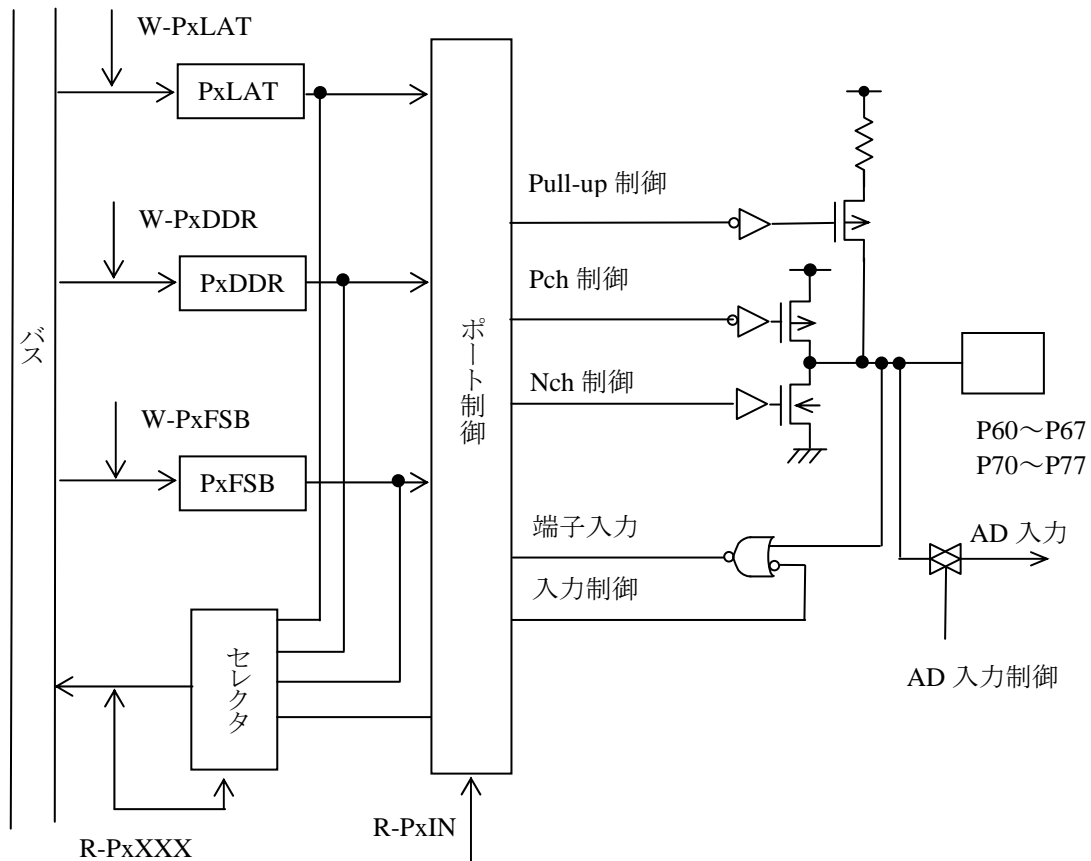 W-PxLAT
PxLAT
Pull-up 制御
W-PxDDR
PxDDR
Pch 制御
バス
ポート制御
Nch 制御
W-PxFSB
PxFSB
P60～P67
P70～P77
端子入力
AD 入力
入力制御
セレクタ
AD 入力制御
R-PxIN
R-PxXXX